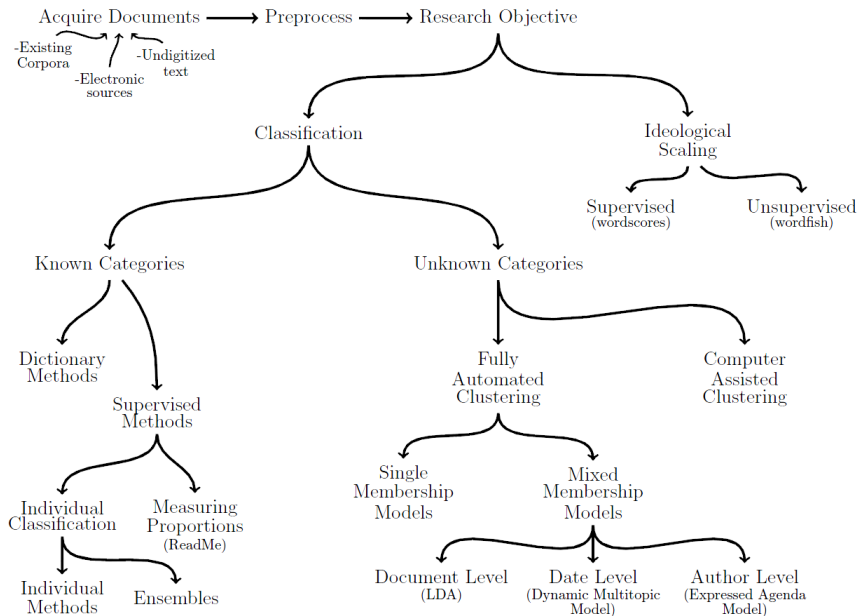 Acquire Documents
Preprocess
Research Objective
-Existing
Corpora
-Electronic
sources
-Undigitized
text
Classification
Ideological
Scaling
Supervised
(wordscores)
Unsupervised
(wordfish)
Known Categories
Unknown Categories
Dictionary
Methods
Supervised
Methods
Fully
Automated
Clustering
Computer
Assisted
Clustering
Individual
Classification
Measuring
Proportions
(ReadMe)
Single
Membership
Models
Mixed
Membership
Models
Individual
Methods
Ensembles
Document Level
(LDA)
Date Level
(Dynamic Multitopic
Model)
Author Level
(Expressed Agenda
Model)